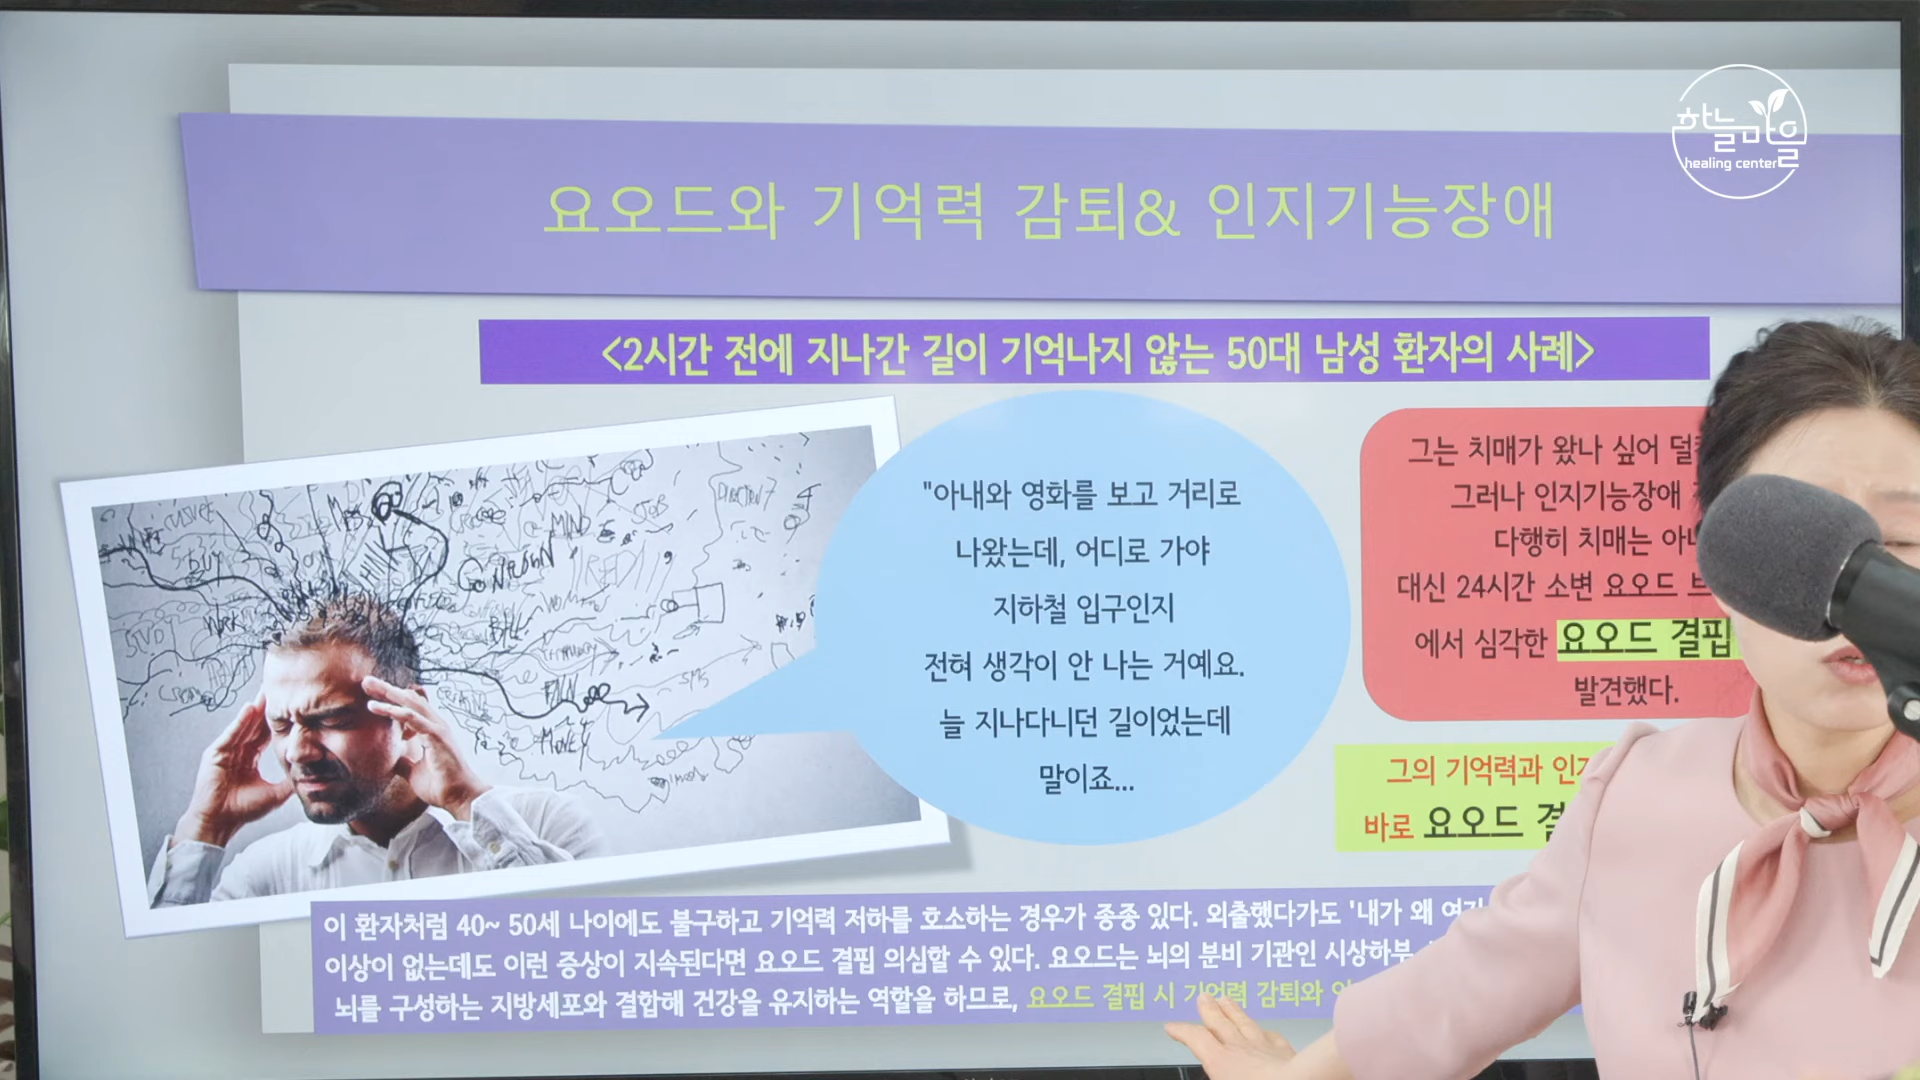 하늘마을
healing center
요오드와 기억력 감퇴& 인지기능장애
<2시간 전에 지나간 길이 기억나지 않는 50대 남성 환자의 사례>
"아내와 영화를 보고 거리로
나왔는데, 어디로 가야
지하철 입구인지
전혀 생각이 안 나는 거예요.
늘 지나다니던 길이었는데
말이죠...
그는 치매가 왔나 싶어
그러나 인지기능장애
다행히 치매는
대신 24시간 소변 요오드
에서 심각한 요오드 결핍
발견했다.
그의 기억력과
바로 요오드
이 환자처럼 40~ 50세 나이에도 불구하고 기억력 저하를 호소하는 경우가 종종 있다. 외출했다가도 '내가 왜
이상이 없는데도 이런 증상이 지속된다면 요오드 결핍 의심할 수 있다. 요오드는 뇌의 분비 기관인 시상하부
뇌를 구성하는 지방세포와 결합해 건강을 유지하는 역할을 하므로, 요오드 결핍 시 기억력 감퇴와
MIND
WORK
MONEY